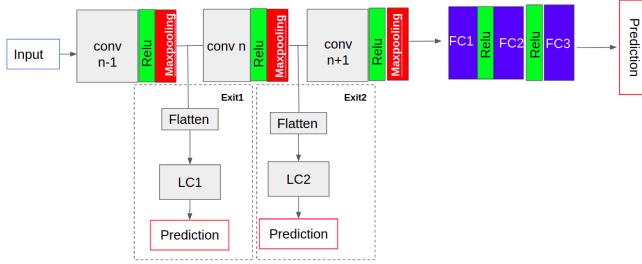 Input
conv
n-1
Relu
Maxpooling
conv n
Relu
Maxpooling
conv
n+1
Relu
Maxpooling
FC1
Relu
FC2
Relu
FC3
Prediction
Exit1
Flatten
LC1
Prediction
Exit2
Flatten
LC2
Prediction